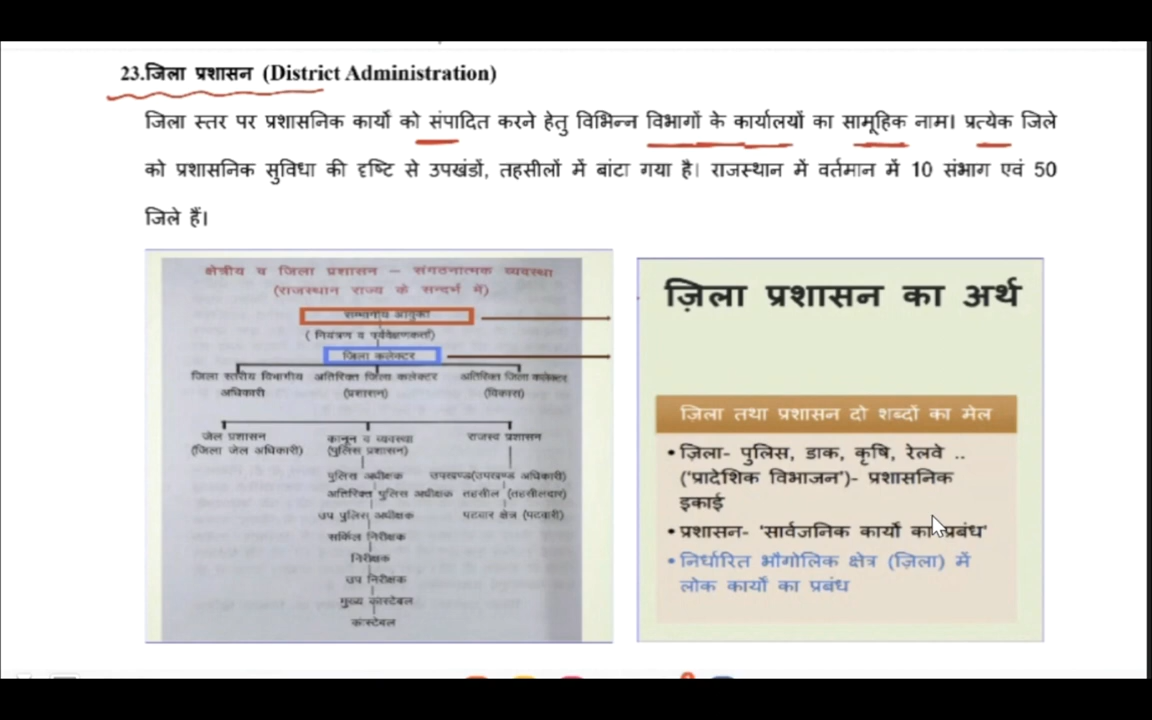 23.जिला प्रशासन (District Administration)
जिला स्तर पर प्रशासनिक कार्यो को संपादित करने हेतु विभिन्न विभागों के कार्यालयों का सामूहिक नाम। प्रत्येक जिले
को प्रशासनिक सुविधा की दृष्टि से उपखंडों, तहसीलों में बांटा गया है। राजस्थान में वर्तमान में 10 संभाग एवं 50
जिले हैं।
क्षेत्रीय व जिला प्रशासन – संगठनात्मक व्यवस्था
(राजस्थान राज्य के सन्दर्भ में)
सम्भागीय आयुक्त
( नियंत्रण व पर्यवेक्षणकर्ता)
जिला कलेक्टर
जिला स्तरीय विभागीय अतिरिक्त जिला कलेक्टर अतिरिक्त जिला कलेक्टर
अधिकारी (प्रशासन) (विकास)
जेल प्रशासन कानून व व्यवस्था राजस्व प्रशासन
(जिला जेल अधिकारी) (पुलिस प्रशासन)
पुलिस अधीक्षक उपखण्ड(उपखण्ड अधिकारी)
अतिरिक्त पुलिस अधीक्षक तहसील (तहसीलदार)
उप पुलिस अधीक्षक पटवार क्षेत्र (पटवारी)
सर्किल निरीक्षक
निरीक्षक
उप निरीक्षक
मुख्य कांस्टेबल
कांस्टेबल
ज़िला प्रशासन का अर्थ
ज़िला तथा प्रशासन दो शब्दों का मेल
• ज़िला- पुलिस, डाक, कृषि, रेलवे ..
('प्रादेशिक विभाजन')- प्रशासनिक
इकाई
• प्रशासन- 'सार्वजनिक कार्यों का प्रबंध'
• निर्धारित भौगोलिक क्षेत्र (ज़िला) में
लोक कार्यों का प्रबंध